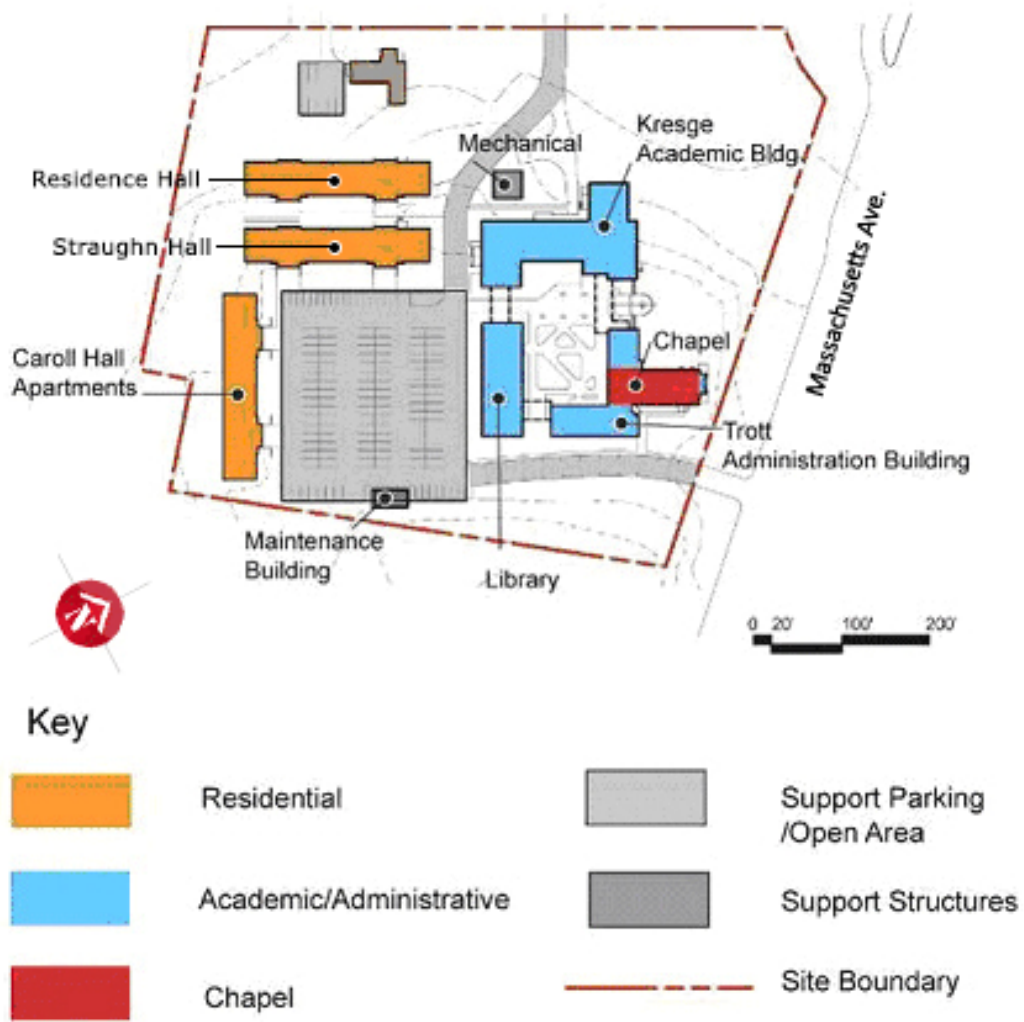 Mechanical
Kresge
Academic Bldg.
Residence Hall
Straughn Hall
Massachusetts Ave.
Caroll Hall
Apartments
Chapel
Trott
Administration Building
Maintenance
Building
Library
0 20' 100' 200'
Key
Residential
Support Parking
/Open Area
Academic/Administrative
Support Structures
Chapel
Site Boundary